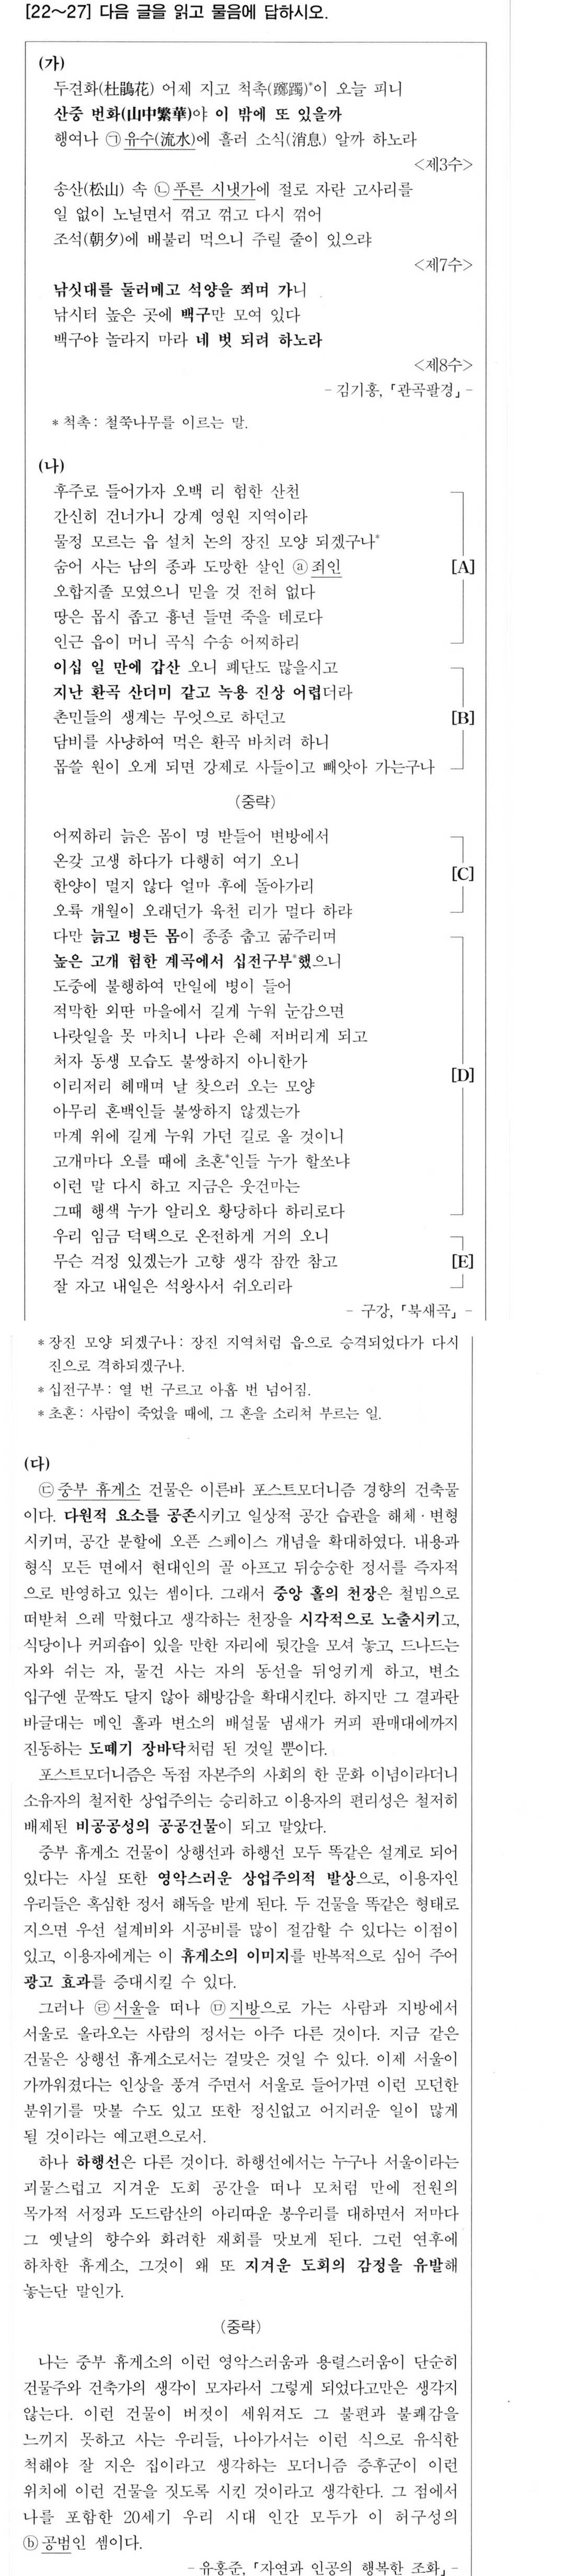 [22~27] 다음 글을 읽고 물음에 답하시오.
(가)
두견화(杜鵑花) 어제 지고 척촉(躑躅)*이 오늘 피니
산중 번화(山中繁華)야 이 밖에 또 있을까
행여나 ㉠유수(流水)에 흘러 소식(消息) 알까 하노라
<제3수>
송산(松山) 속 ㉡푸른 시냇가에 절로 자란 고사리를
일 없이 노닐면서 꺾고 꺾고 다시 꺾어
조석(朝夕)에 배불리 먹으니 주릴 줄이 있으랴
<제7수>
낚싯대를 둘러메고 석양을 꾀며 가니
낚시터 높은 곳에 백구만 모여 있다
백구야 놀라지 마라 네 벗 되려 하노라
<제8수>
- 김기홍, 「관곡팔경」 -
* 척촉: 철쭉나무를 이르는 말.
(나)
후주로 들어가자 오백 리 험한 산천
간신히 건너가니 강계 영원 지역이라
물정 모르는 읍 설치 논의 장진 모양 되겠구나*
숨어 사는 남의 종과 도망한 살인 ⓐ죄인
오합지졸 모였으니 믿을 것 전혀 없다
[A]
땅은 몹시 좁고 흉년 들면 죽을 데로다
인근 읍이 머니 곡식 수송 어찌하리
이십 일 만에 갑산 오니 폐단도 많을시고
지난 환곡 산더미 같고 녹용 진상 어렵더라
촌민들의 생계는 무엇으로 하던고
[B]
담비를 사냥하여 먹은 환곡 바치려 하니
몹쓸 원이 오게 되면 강제로 사들이고 빼앗아 가는구나
(중략)
어찌하리 늙은 몸이 명 받들어 변방에서
온갖 고생 하다가 다행히 여기 오니
[C]
한양이 멀지 않다 얼마 후에 돌아가리
오륙 개월이 오래던가 육천 리가 멀다 하랴
다만 늙고 병든 몸이 종종 춥고 굶주리며
높은 고개 험한 계곡에서 십전구부*했으니
도중에 불행하여 만일에 병이 들어
적막한 외딴 마을에서 길게 누워 눈감으면
나랏일을 못 마치니 나라 은혜 저버리게 되고
처자 동생 모습도 불쌍하지 아니한가
[D]
이리저리 헤매며 날 찾으러 오는 모양
아무리 혼백인들 불쌍하지 않겠는가
마계 위에 길게 누워 가던 길로 올 것이니
고개마다 오를 때에 초혼*인들 누가 할쏘냐
이런 말 다시 하고 지금은 웃건마는
그때 행색 누가 알리오 황당하다 하리로다
우리 임금 덕택으로 온전하게 거의 오니
무슨 걱정 있겠는가 고향 생각 잠깐 참고
[E]
잘 자고 내일은 석왕사서 쉬오리라
- 구강, 「북새곡」 -
* 장진 모양 되겠구나: 장진 지역처럼 읍으로 승격되었다가 다시
진으로 격하되겠구나.
* 십전구부: 열 번 구르고 아홉 번 넘어짐.
* 초혼: 사람이 죽었을 때에, 그 혼을 소리쳐 부르는 일.
(다)
㉢중부 휴게소 건물은 이른바 포스트모더니즘 경향의 건축물
이다. 다원적 요소를 공존시키고 일상적 공간 습관을 해체·변형
시키며, 공간 분할에 오픈 스페이스 개념을 확대하였다. 내용과
형식 모든 면에서 현대인의 골 아프고 뒤숭숭한 정서를 즉자적
으로 반영하고 있는 셈이다. 그래서 중앙 홀의 천장은 철빔으로
떠받쳐 으레 막혔다고 생각하는 천장을 시각적으로 노출시키고,
식당이나 커피숍이 있을 만한 자리에 뒷간을 모셔 놓고, 드나드는
자와 쉬는 자, 물건 사는 자의 동선을 뒤엉키게 하고, 변소
입구엔 문짝도 달지 않아 해방감을 확대시킨다. 하지만 그 결과란
바글대는 메인 홀과 변소의 배설물 냄새가 커피 판매대에까지
진동하는 도떼기 장바닥처럼 된 것일 뿐이다.
포스트모더니즘은 독점 자본주의 사회의 한 문화 이념이라더니
소유자의 철저한 상업주의는 승리하고 이용자의 편리성은 철저히
배제된 비공공성의 공공건물이 되고 말았다.
중부 휴게소 건물이 상행선과 하행선 모두 똑같은 설계로 되어
있다는 사실 또한 영악스러운 상업주의적 발상으로, 이용자인
우리들은 혹심한 정서 해독을 받게 된다. 두 건물을 똑같은 형태로
지으면 우선 설계비와 시공비를 많이 절감할 수 있다는 이점이
있고, 이용자에게는 이 휴게소의 이미지를 반복적으로 심어 주어
광고 효과를 증대시킬 수 있다.
그러나 ㉣서울을 떠나 ㉤지방으로 가는 사람과 지방에서
서울로 올라오는 사람의 정서는 아주 다른 것이다. 지금 같은
건물은 상행선 휴게소로서는 걸맞은 것일 수 있다. 이제 서울이
가까워졌다는 인상을 풍겨 주면서 서울로 들어가면 이런 모던한
분위기를 맛볼 수도 있고 또한 정신없고 어지러운 일이 많게
될 것이라는 예고편으로서.
하나 하행선은 다른 것이다. 하행선에서는 누구나 서울이라는
괴물스럽고 지겨운 도회 공간을 떠나 모처럼 만에 전원의
목가적 서정과 도드람산의 아리따운 봉우리를 대하면서 저마다
그 옛날의 향수와 화려한 재회를 맛보게 된다. 그런 연후에
하차한 휴게소, 그것이 왜 또 지겨운 도회의 감정을 유발해
놓는단 말인가.
(중략)
나는 중부 휴게소의 이런 영악스러움과 용렬스러움이 단순히
건물주와 건축가의 생각이 모자라서 그렇게 되었다고만은 생각지
않는다. 이런 건물이 버젓이 세워져도 그 불편과 불쾌감을
느끼지 못하고 사는 우리들, 나아가서는 이런 식으로 유식한
척해야 잘 지은 집이라고 생각하는 모더니즘 증후군이 이런
위치에 이런 건물을 짓도록 시킨 것이라고 생각한다. 그 점에서
나를 포함한 20세기 우리 시대 인간 모두가 이 허구성의
ⓑ공범인 셈이다.
- 유홍준, 「자연과 인공의 행복한 조화」 -